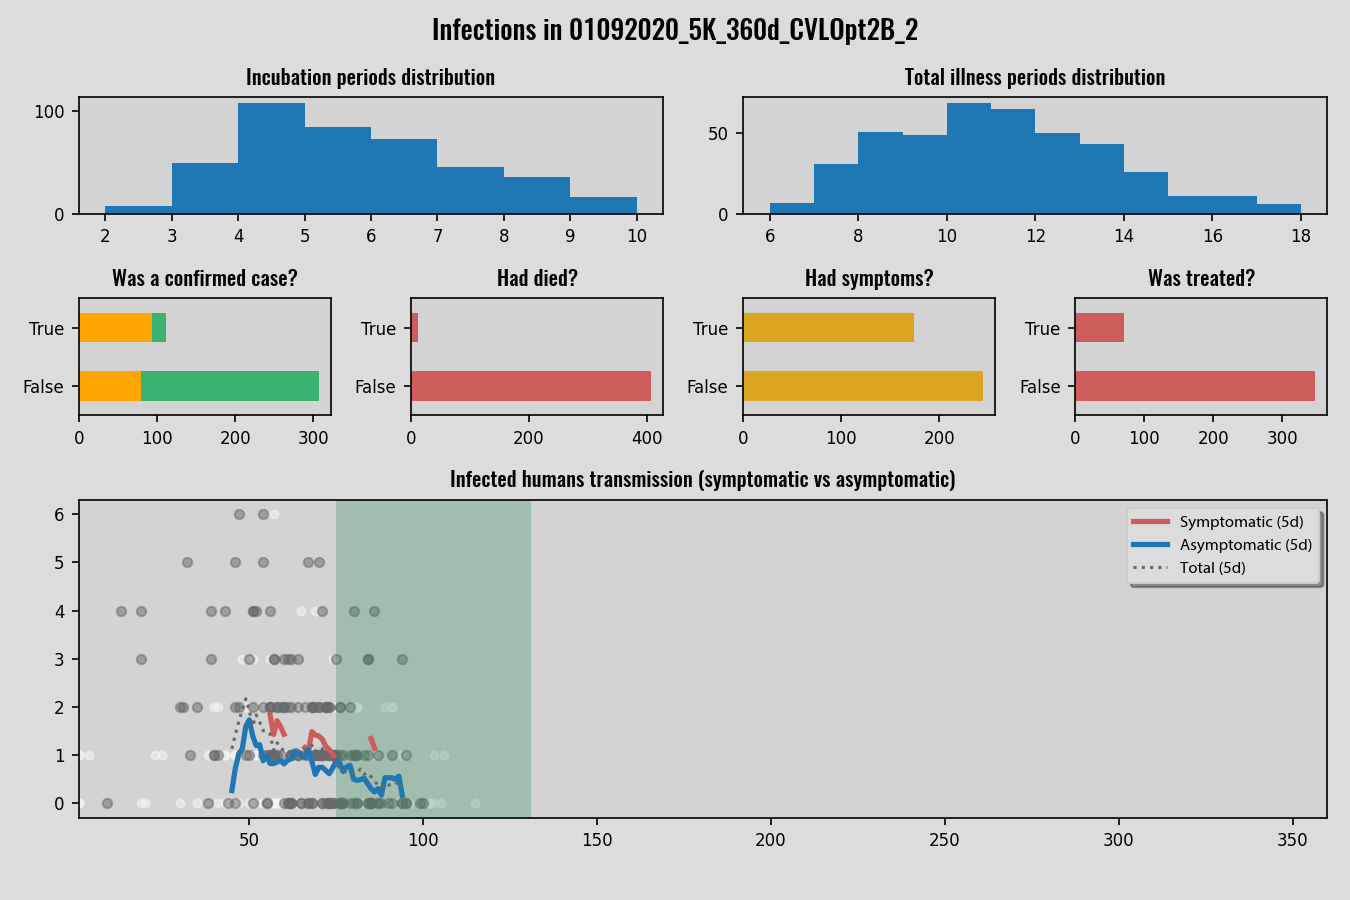 Infections in 01092020_5K_360d_CVLOpt2B_2
Incubation periods distribution
100
0
2 3 4 5 6 7 8 9 10
Total illness periods distribution
50
0
6 8 10 12 14 16 18
Was a confirmed case?
True
False
0 100 200 300
Had died?
True
False
0 200 400
Had symptoms?
True
False
0 100 200
Was treated?
True
False
0 100 200 300
Infected humans transmission (symptomatic vs asymptomatic)
6
5
4
3
2
1
0
50 100 150 200 250 300 350
Symptomatic (5d)
Asymptomatic (5d)
Total (5d)